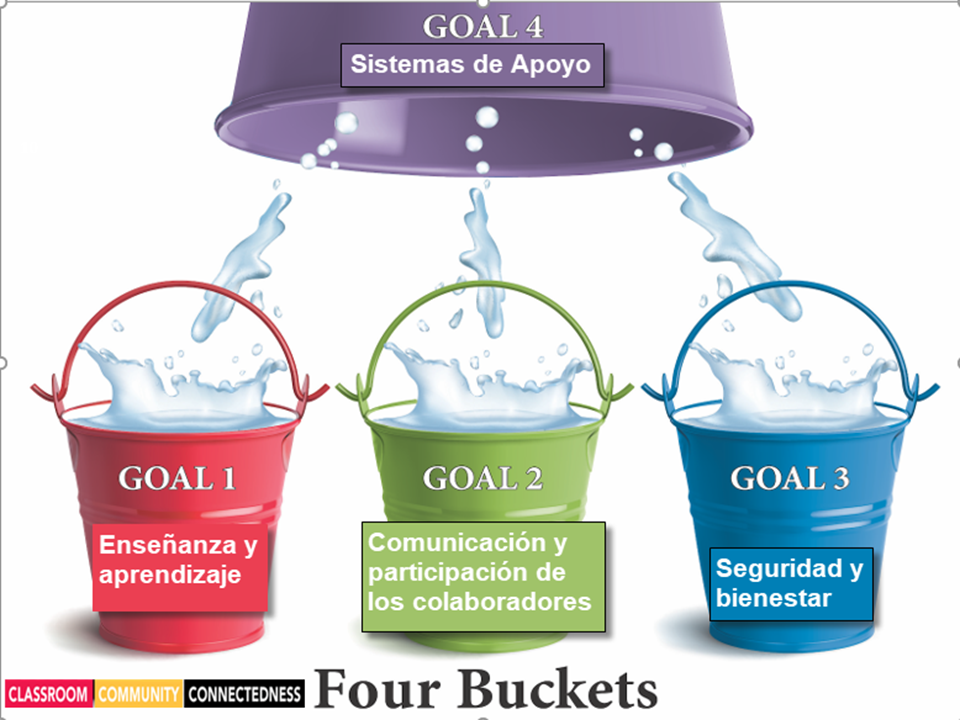 GOAL 4
Sistemas de Apoyo
GOAL 1
GOAL 2
GOAL 3
Enseñanza y
aprendizaje
Comunicación y
participación de
los colaboradores
Seguridad y
bienestar
CLASSROOM COMMUNITY CONNECTEDNESS
Four Buckets